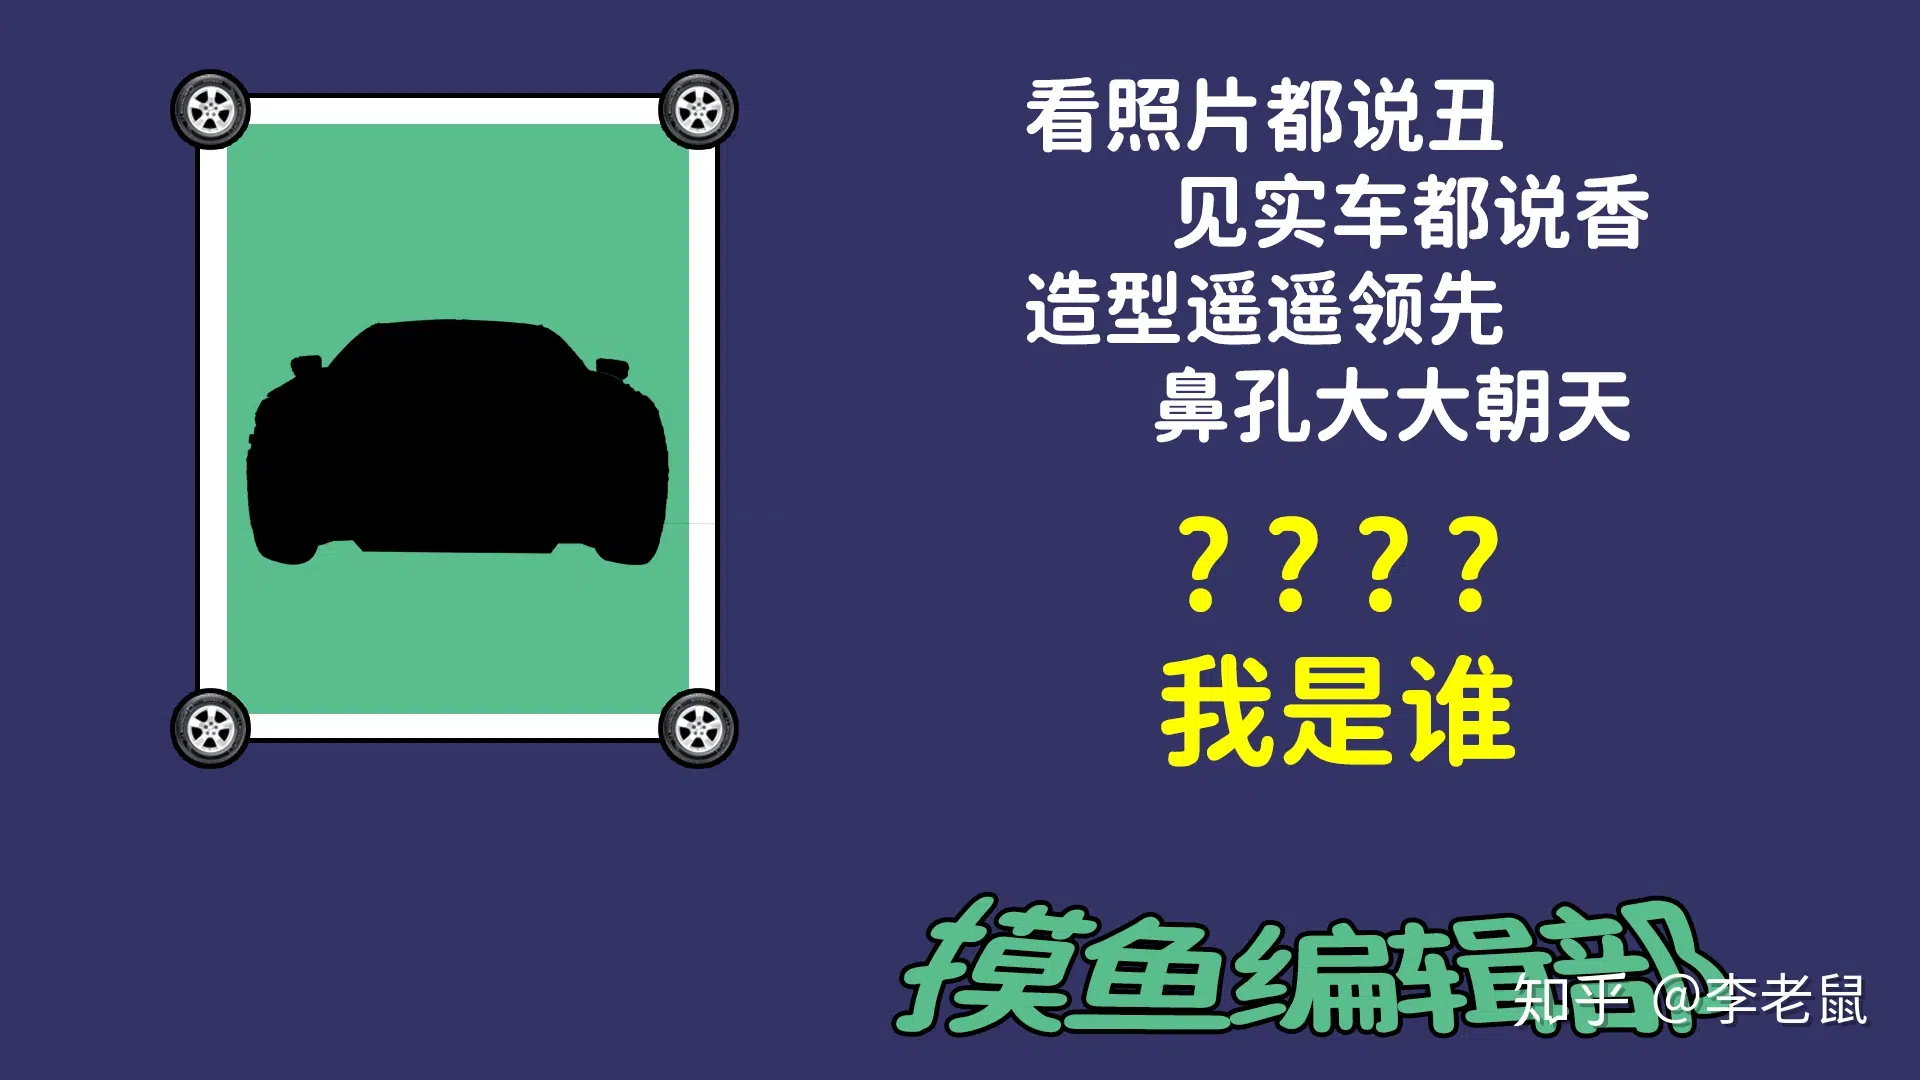 看照片都说丑
见实车都说香
造型遥遥领先
鼻孔大大朝天
????
我是谁
摸鱼编辑部
知乎 @李老鼠